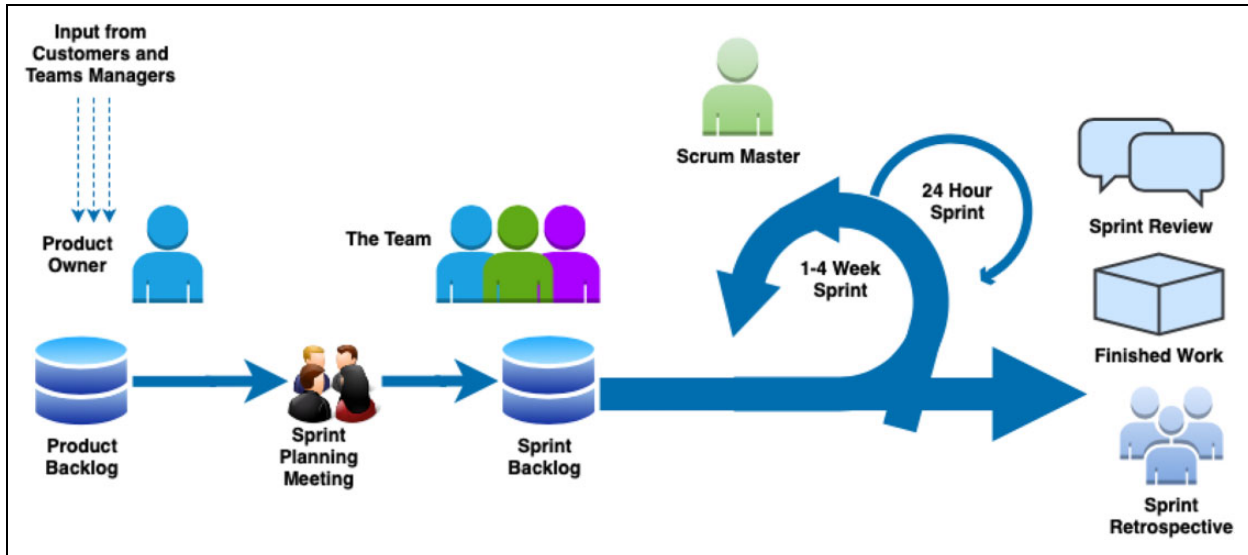 Input from
Customers and
Teams Managers
Product
Owner
The Team
Scrum Master
24 Hour
Sprint
1-4 Week
Sprint
Sprint Review
Finished Work
Product
Backlog
Sprint
Planning
Meeting
Sprint
Backlog
Sprint
Retrospective